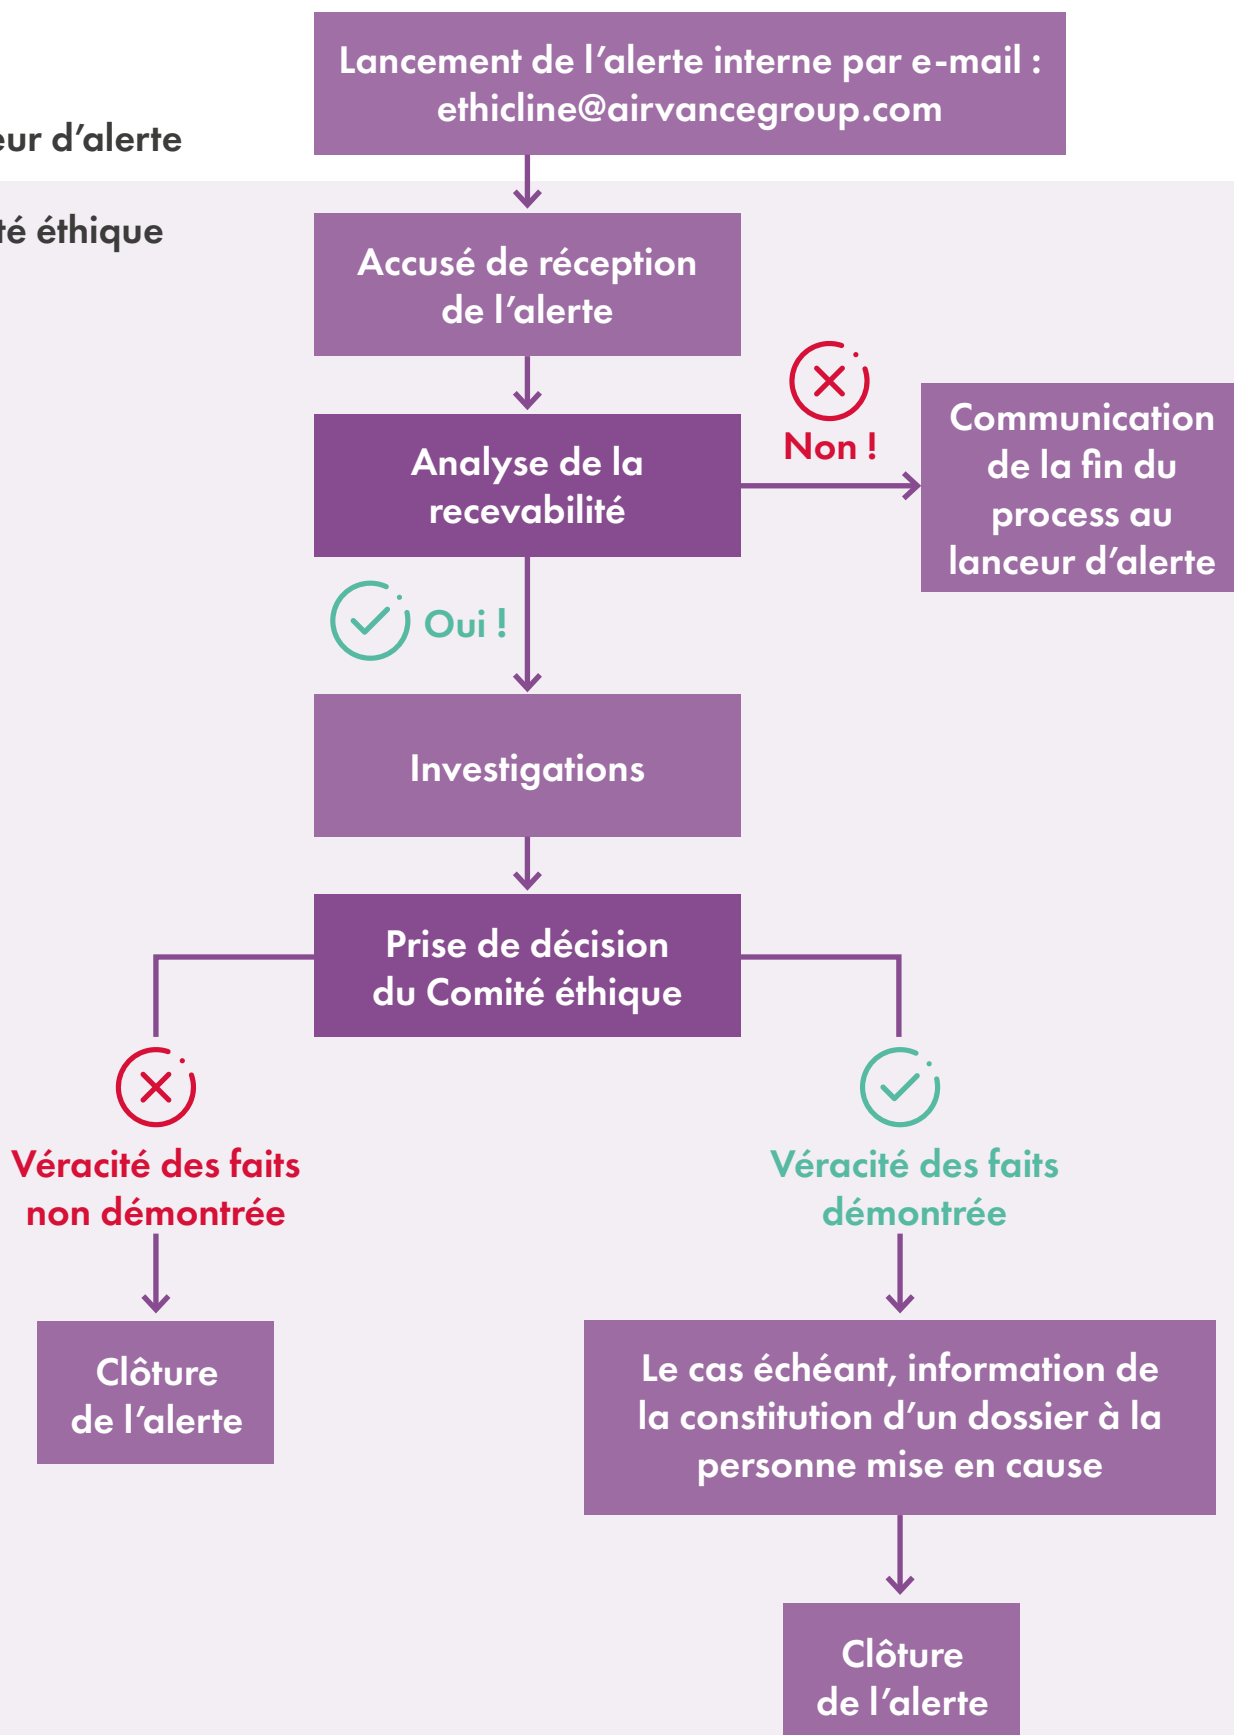 Lancement de l’alerte interne par e-mail :
ethicline@airvancegroup.com
d’alerte
éthique
Accusé de réception
de l’alerte
Non !
Communication
de la fin du
process au
lanceur d’alerte
Analyse de la
recevabilité
Oui !
Investigations
Prise de décision
du Comité éthique
Véracité des faits
non démontrée
Véracité des faits
démontrée
Clôture
de l’alerte
Le cas échéant, information de
la constitution d’un dossier à la
personne mise en cause
Clôture
de l’alerte